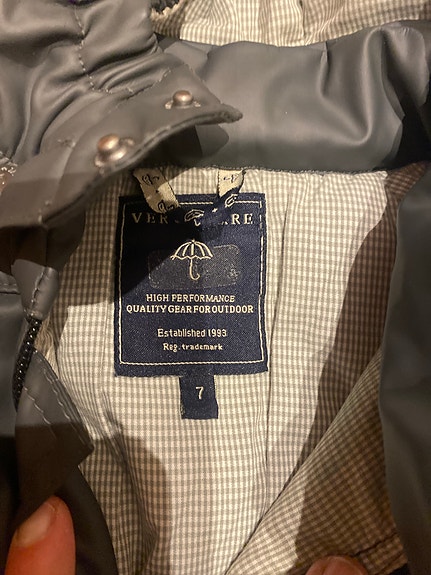 HIGH PERFORMANCE
QUALITY GEAR FOR OUTDOOR
Established 1993
Reg. trademark
7